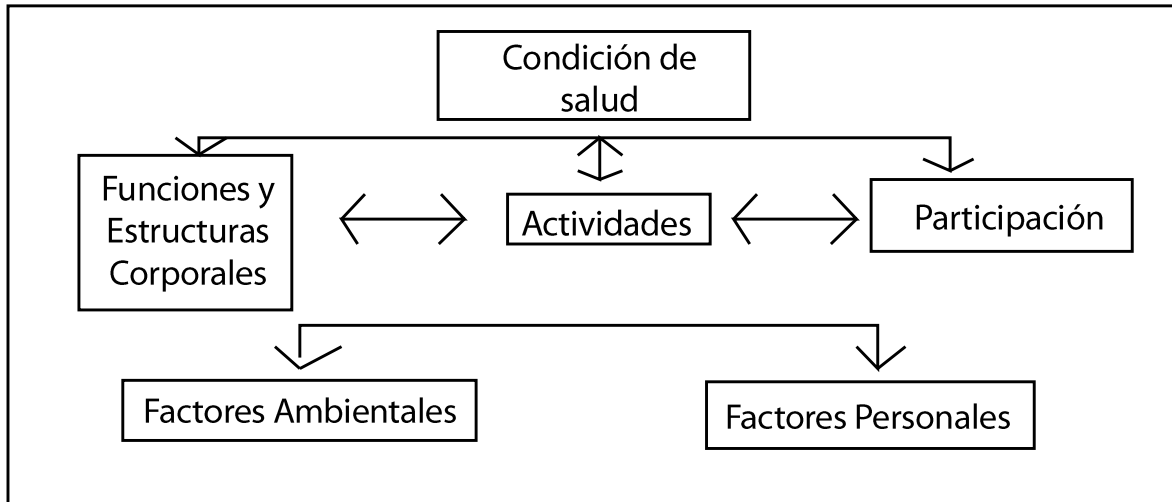 Condición de
salud
Funciones y
Estructuras
Corporales
Actividades
Participación
Factores Ambientales
Factores Personales